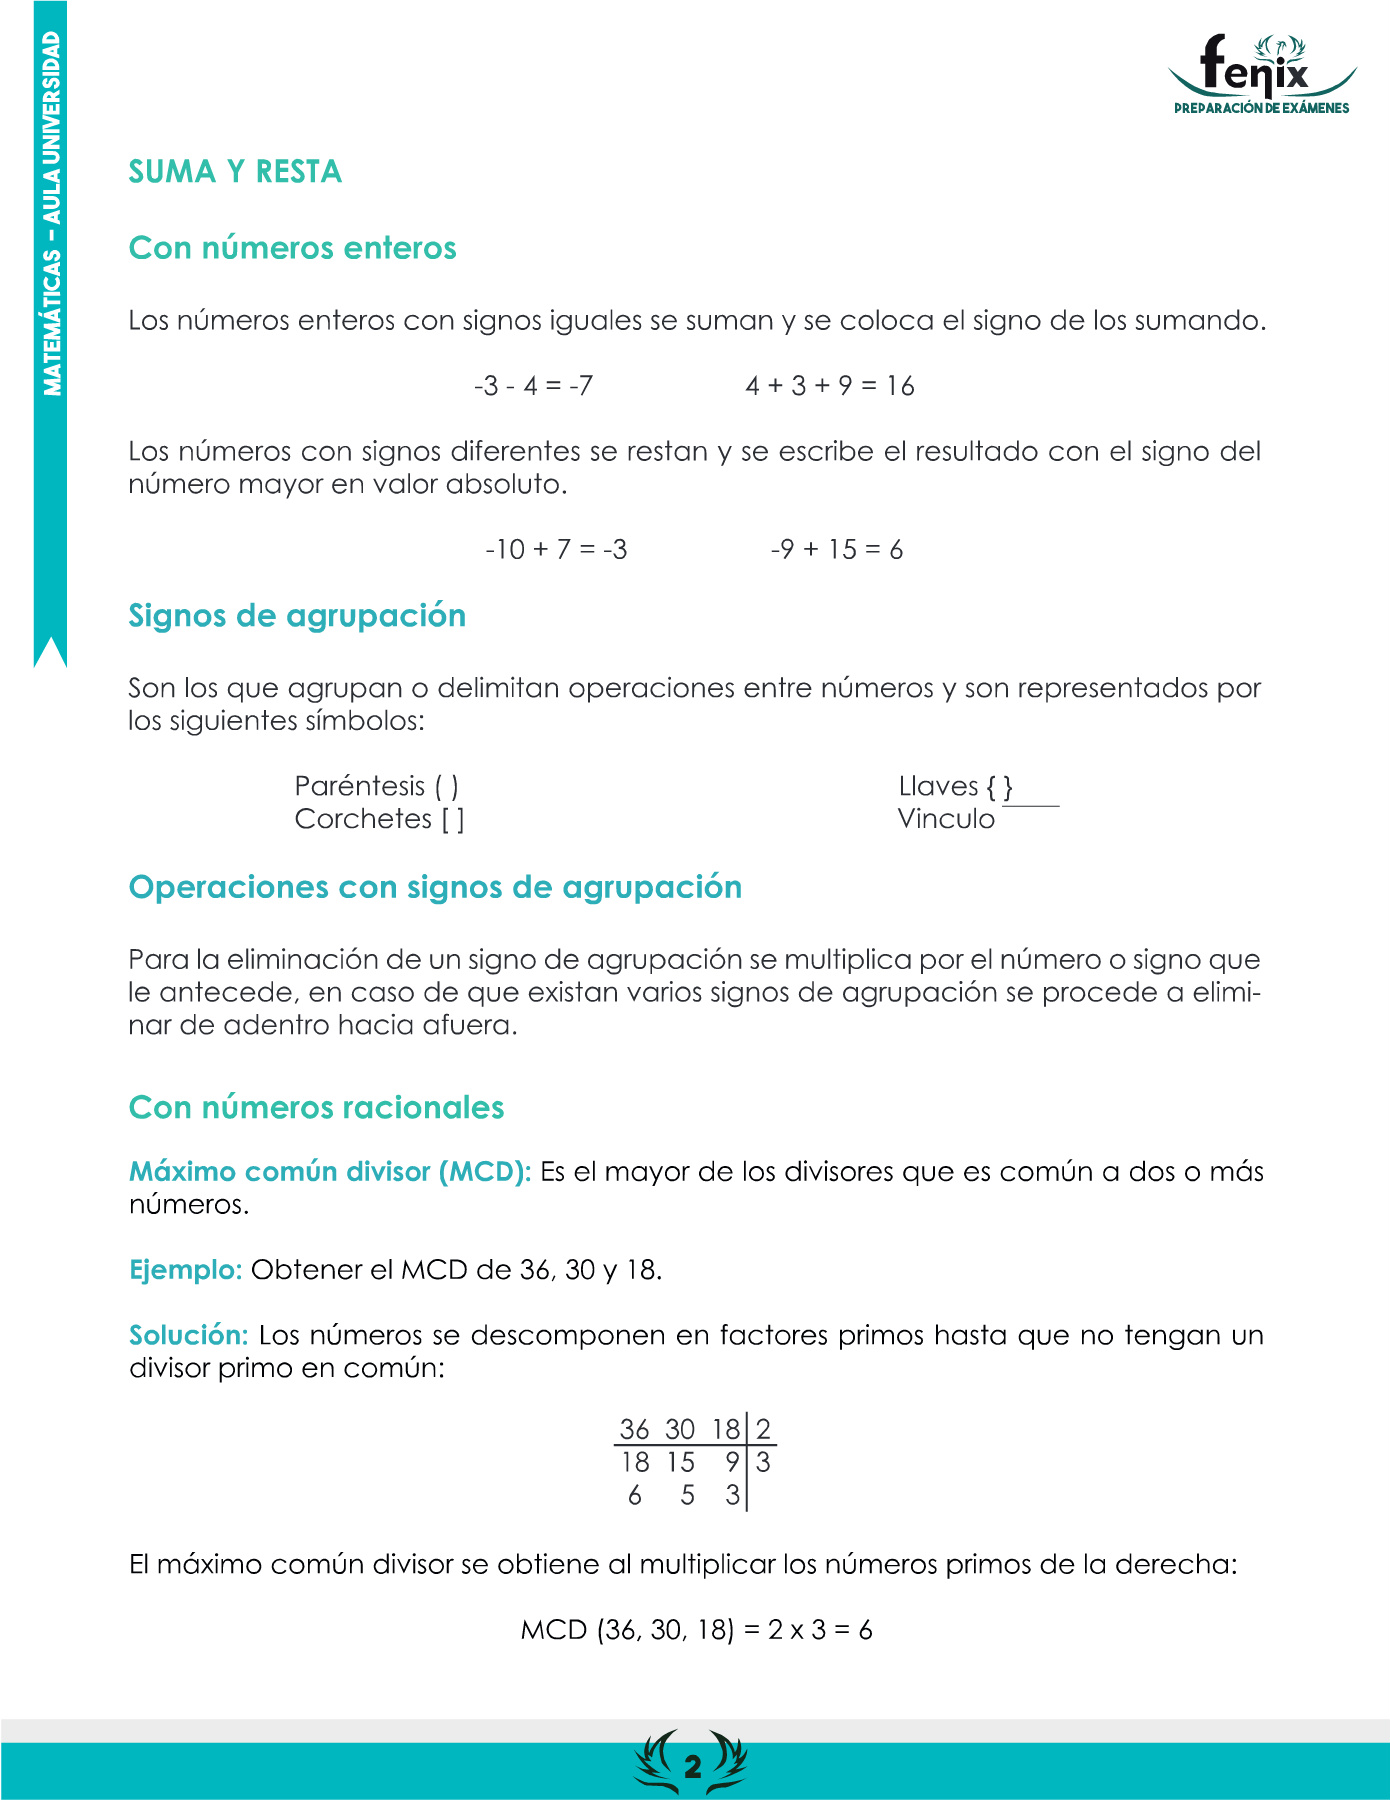 MATEMÁTICAS - AULA UNIVERSIDAD
fenix
PREPARACIÓN DE EXÁMENES
SUMA Y RESTA
Con números enteros
Los números enteros con signos iguales se suman y se coloca el signo de los sumando.
-3 - 4 = -7 4 + 3 + 9 = 16
Los números con signos diferentes se restan y se escribe el resultado con el signo del
número mayor en valor absoluto.
-10 + 7 = -3 -9 + 15 = 6
Signos de agrupación
Son los que agrupan o delimitan operaciones entre números y son representados por
los siguientes símbolos:
Paréntesis ( ) Llaves { }
Corchetes [ ] Vinculo ____
Operaciones con signos de agrupación
Para la eliminación de un signo de agrupación se multiplica por el número o signo que
le antecede, en caso de que existan varios signos de agrupación se procede a elimi-
nar de adentro hacia afuera.
Con números racionales
Máximo común divisor (MCD): Es el mayor de los divisores que es común a dos o más
números.
Ejemplo: Obtener el MCD de 36, 30 y 18.
Solución: Los números se descomponen en factores primos hasta que no tengan un
divisor primo en común:
36 30 18 2
18 15 9 3
6 5 3
El máximo común divisor se obtiene al multiplicar los números primos de la derecha:
MCD (36, 30, 18) = 2 x 3 = 6
2